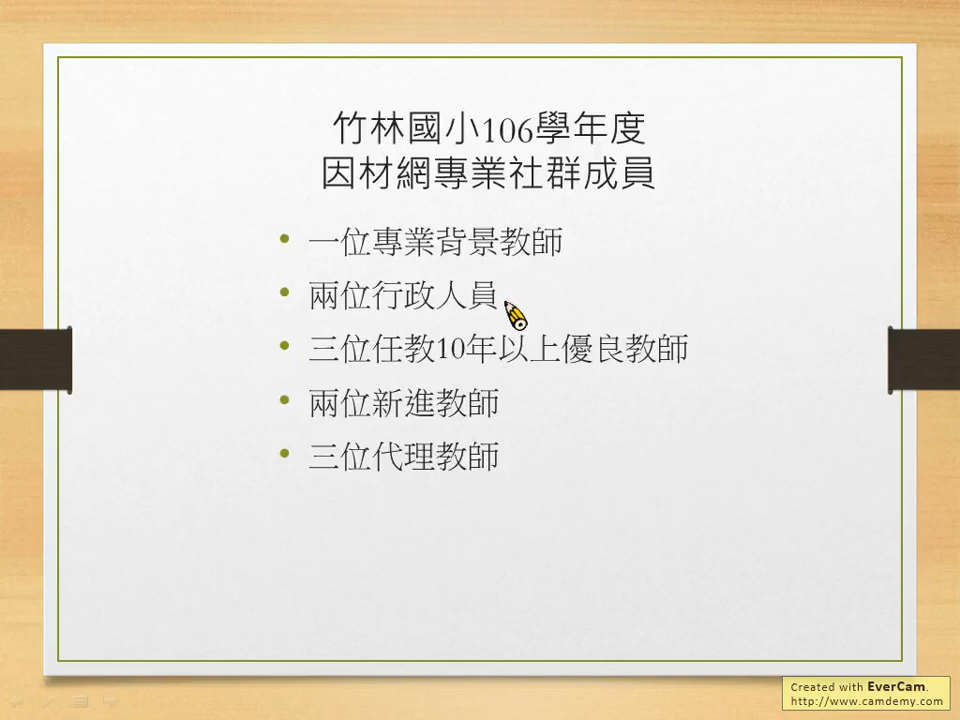 竹林國小106學年度
因材網專業社群成員
• 一位專業背景教師
• 兩位行政人員
• 三位任教10年以上優良教師
• 兩位新進教師
• 三位代理教師
Created with EverCam.
http://www.camdemy.com